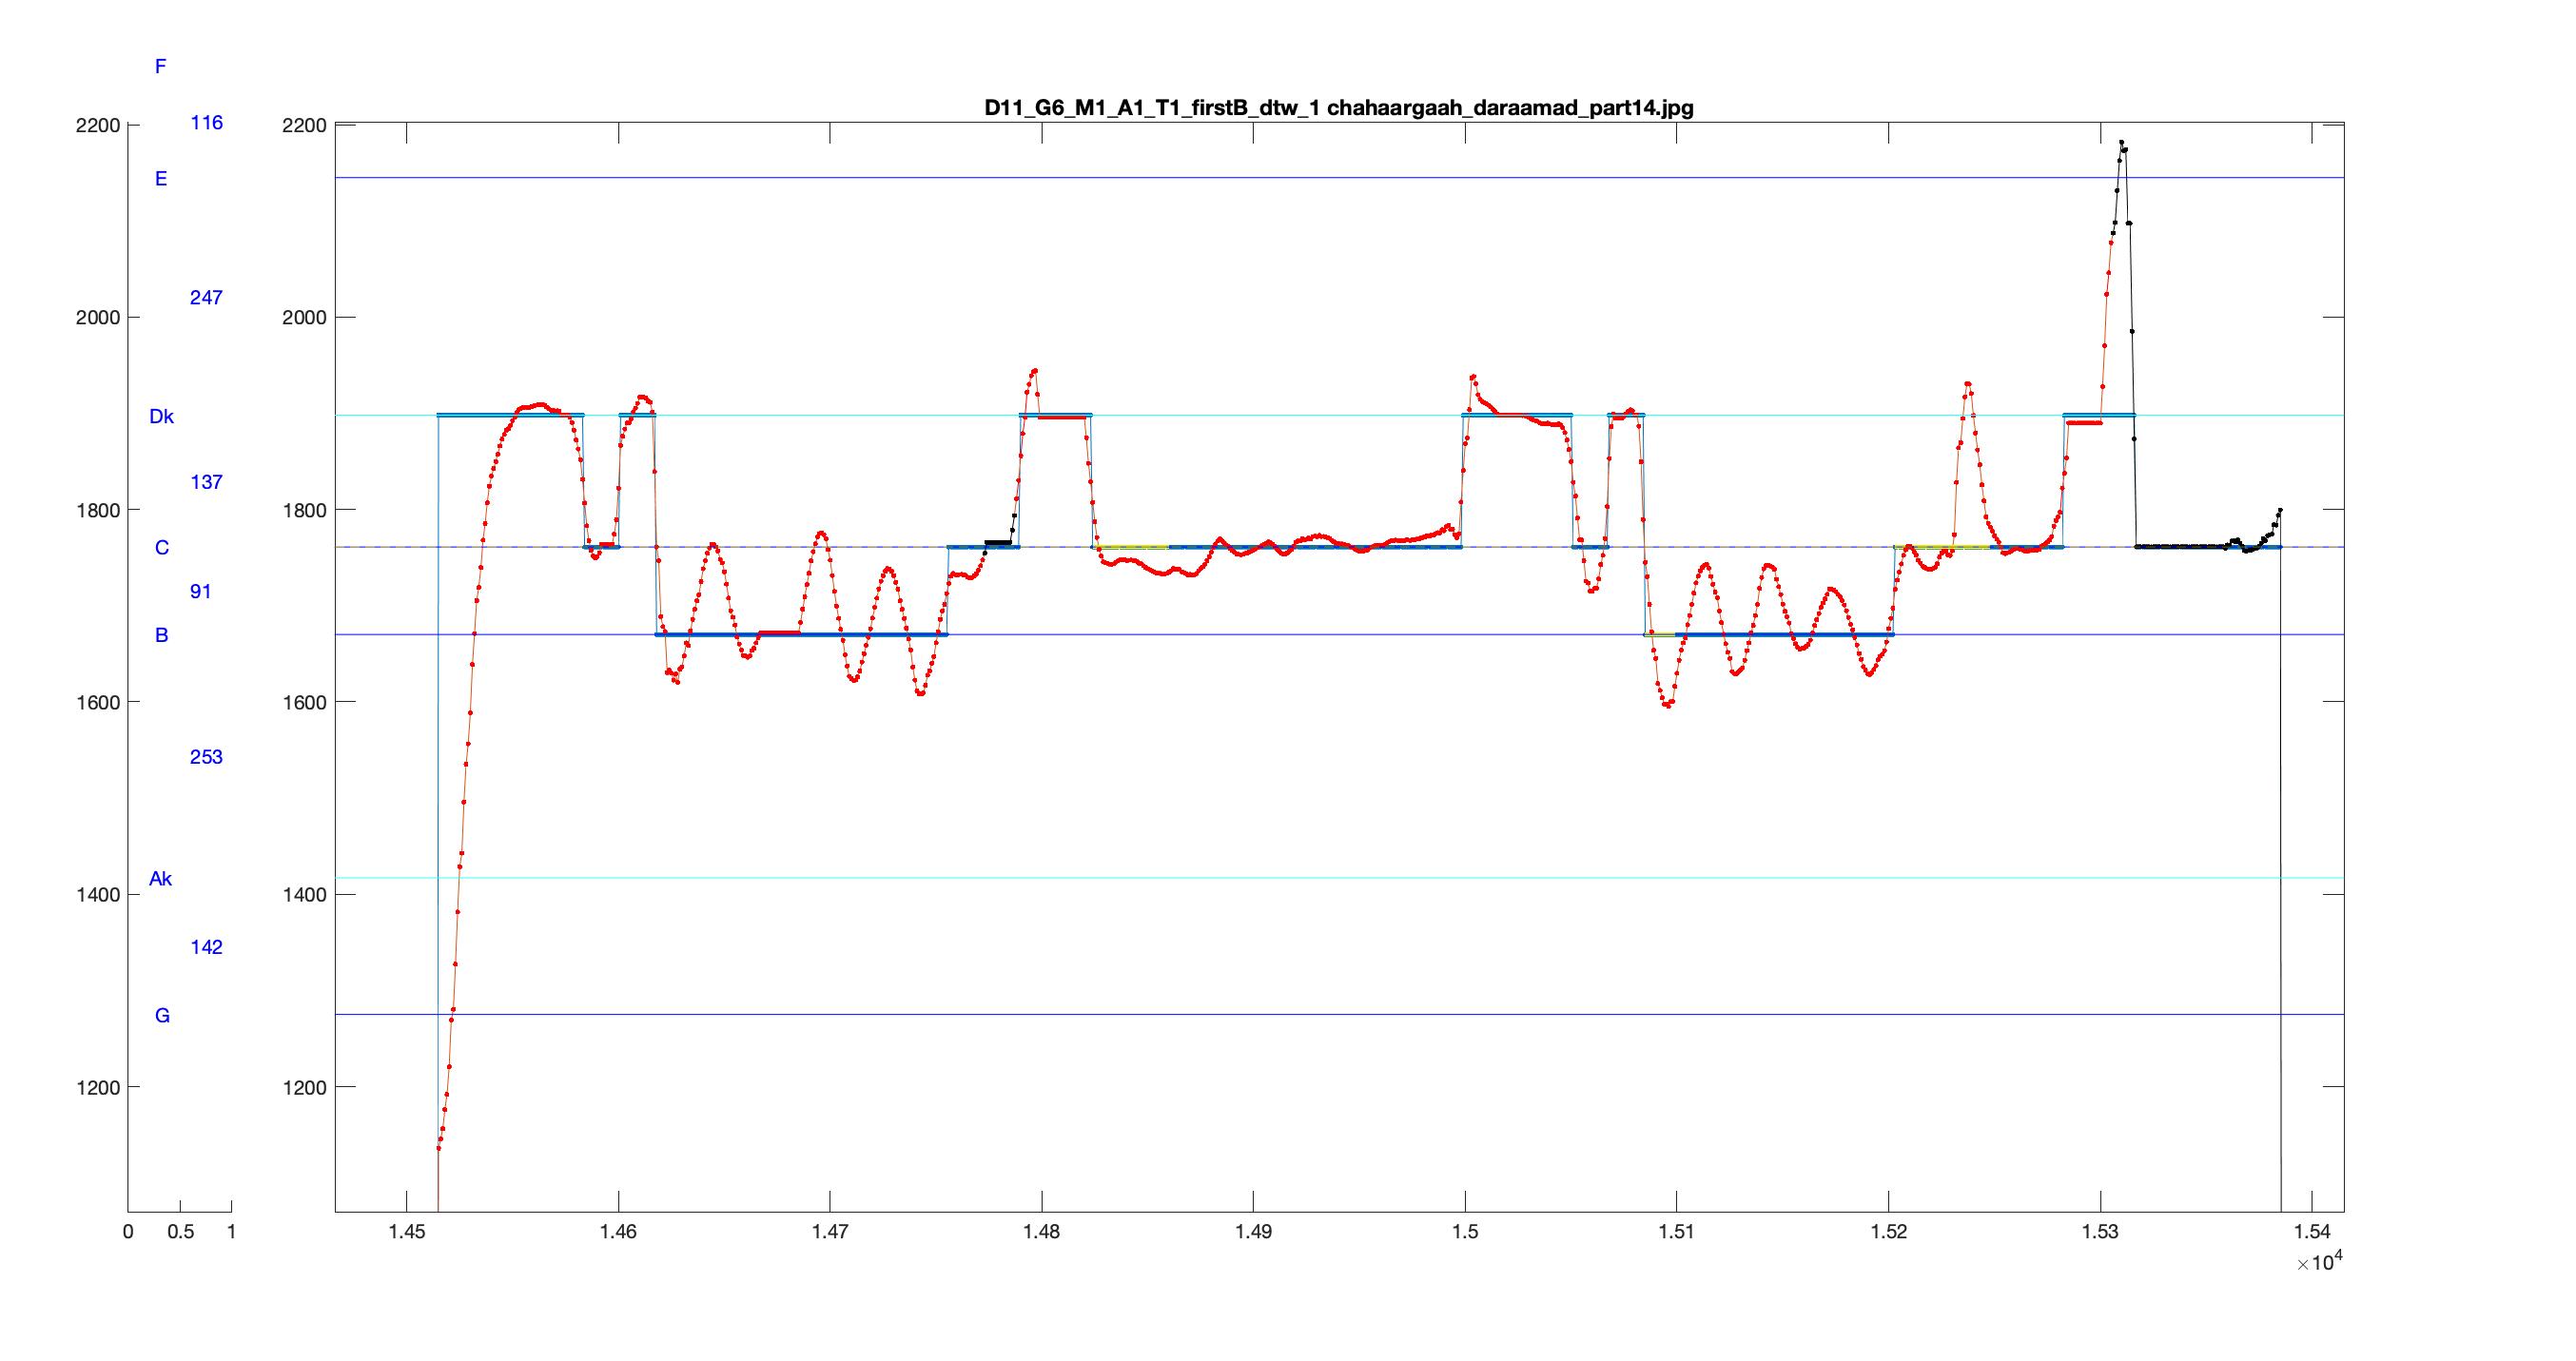 D11_G6_M1_A1_T1_firstB_dtw_1 chahaargaah_daraamad_part14.jpg
F
116
E
247
Dk
137
C
91
B
253
Ak
142
G
2200
2000
1800
1600
1400
1200
0 0.5 1
2200
2000
1800
1600
1400
1200
1.45 1.46 1.47 1.48 1.49 1.5 1.51 1.52 1.53 1.54
×10⁴